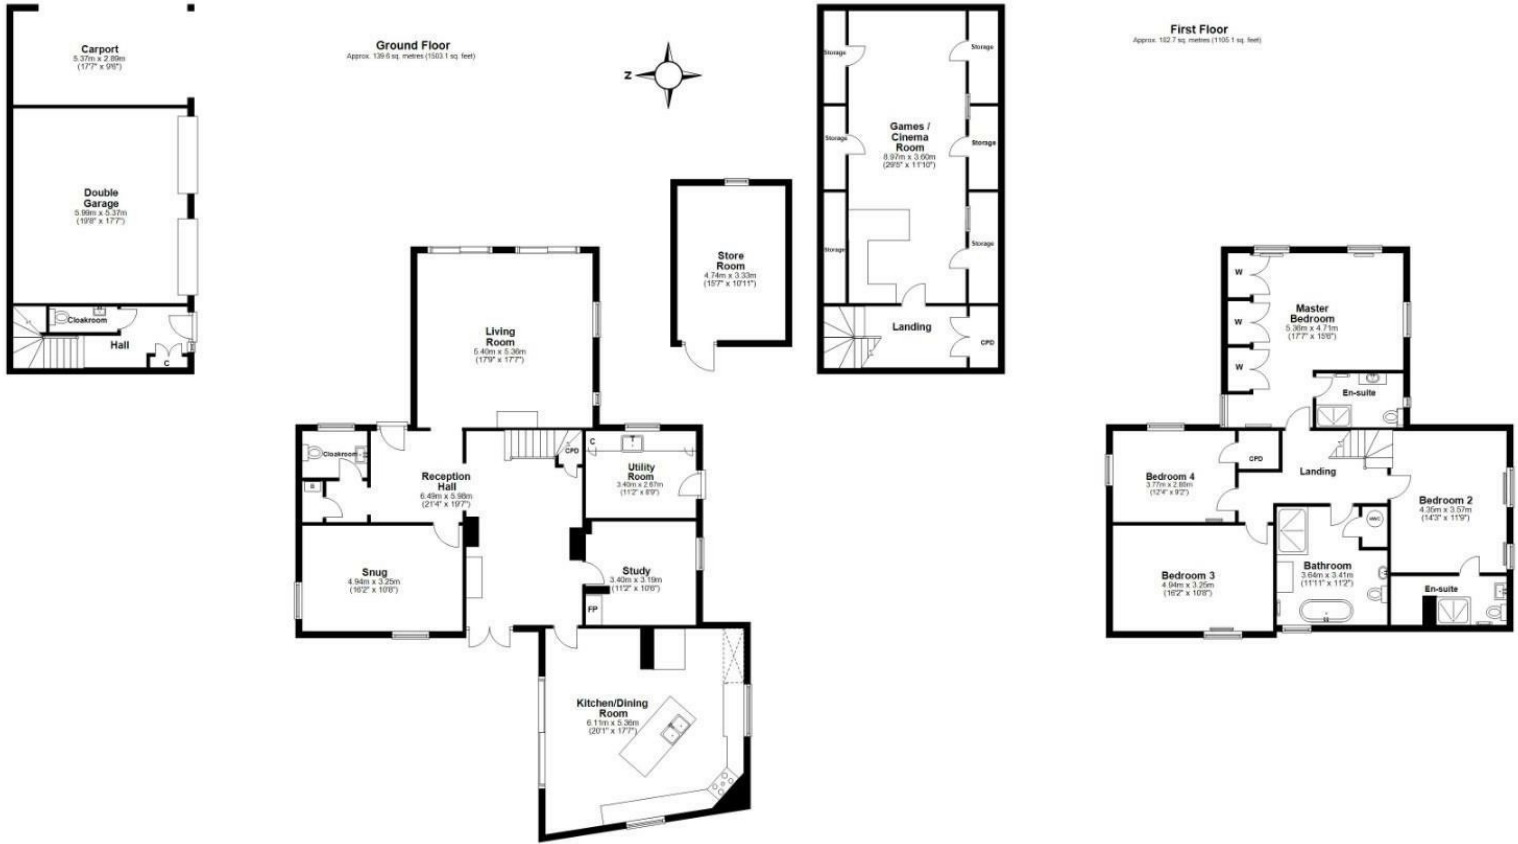 Carport
5.37m x 2.89m
(17'7" x 9'6")
Ground Floor
Approx. 139.6 sq. metres (1503.1 sq. feet)
Z
First Floor
Approx. 102.7 sq. metres (1105.1 sq. feet)
Double
Garage
5.99m x 5.37m
(19'8" x 17'7")
Cloakroom
Hall
C
Storage
Storage
Games /
Cinema
Room
8.97m x 3.60m
(29'5" x 11'10")
Storage
Storage
Storage
Storage
Landing
CPD
Store
Room
4.74m x 3.33m
(15'7" x 10'11")
Living
Room
5.40m x 5.36m
(17'9" x 17'7")
Cloakroom
B
Reception
Hall
6.49m x 5.98m
(21'4" x 19'7")
CPD
C
T
Utility
Room
3.40m x 2.67m
(11'2" x 8'9")
Snug
4.94m x 3.25m
(16'2" x 10'8")
Study
3.40m x 3.19m
(11'2" x 10'6")
FP
Kitchen/Dining
Room
6.11m x 5.36m
(20'1" x 17'7")
W
W
W
Master
Bedroom
5.36m x 4.71m
(17'7" x 15'6")
En-suite
Bedroom 4
3.77m x 2.80m
(12'4" x 9'2")
CPD
Landing
Bedroom 2
4.35m x 3.57m
(14'3" x 11'9")
HWC
Bedroom 3
4.94m x 3.25m
(16'2" x 10'8")
Bathroom
3.64m x 3.41m
(11'11" x 11'2")
En-suite